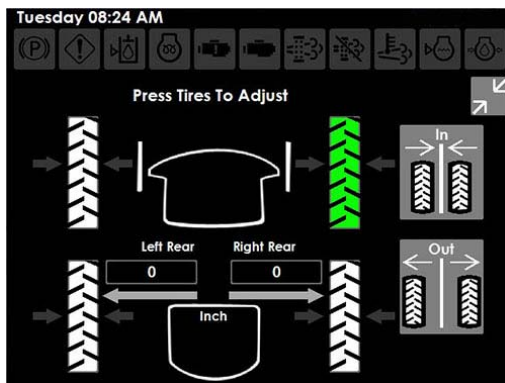 Tuesday 08:24 AM
(P)
Press Tires To Adjust
In
Left Rear Right Rear
0 0
Out
Inch